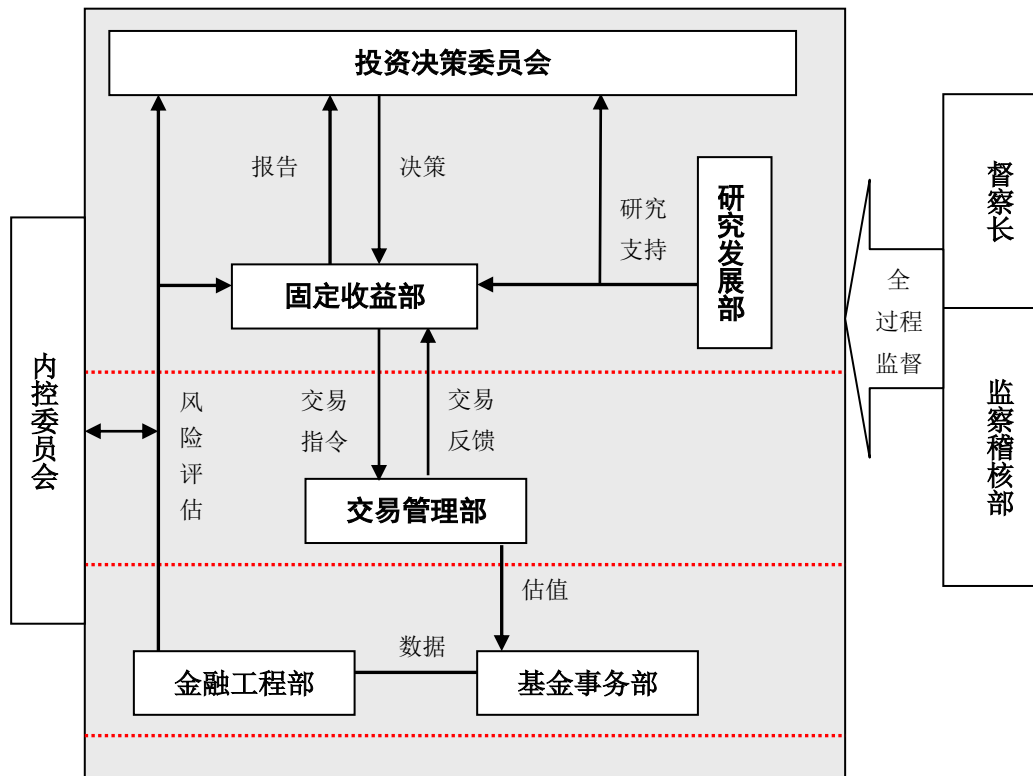 投资决策委员会
报告
决策
研究
支持
研究发展部
督察长
固定收益部
全
过程
监督
内控委员会
风
险
评
估
交易
指令
交易
反馈
监察稽核部
交易管理部
估值
数据
金融工程部
基金事务部